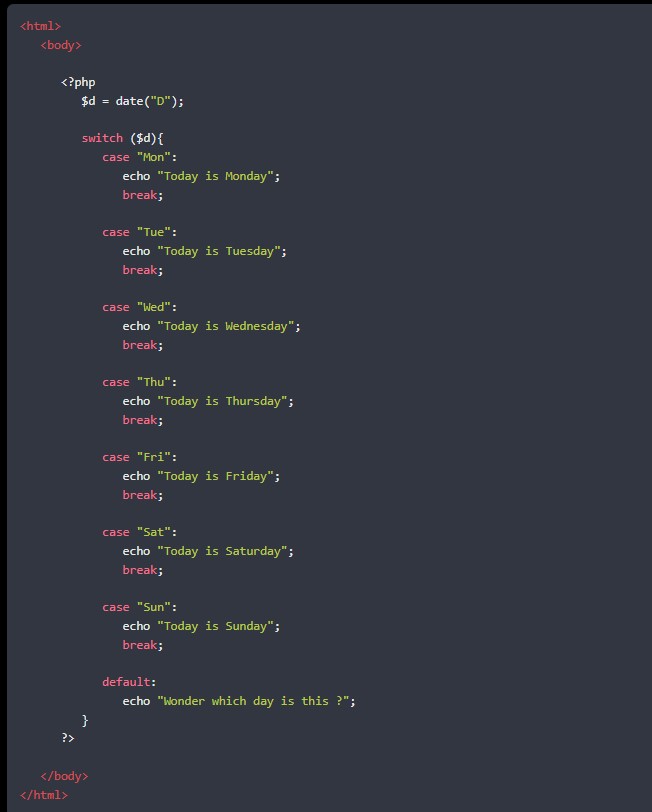 <html>
<body>
<?php
$d = date("D");
switch ($d){
case "Mon":
echo "Today is Monday";
break;
case "Tue":
echo "Today is Tuesday";
break;
case "Wed":
echo "Today is Wednesday";
break;
case "Thu":
echo "Today is Thursday";
break;
case "Fri":
echo "Today is Friday";
break;
case "Sat":
echo "Today is Saturday";
break;
case "Sun":
echo "Today is Sunday";
break;
default:
echo "Wonder which day is this ?";
}
?>
</body>
</html>